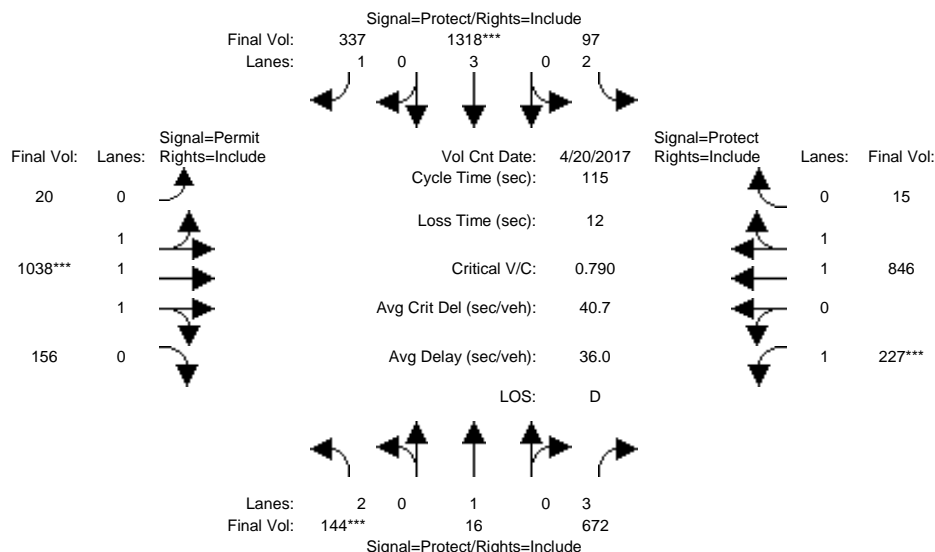 Signal=Protect/Rights=Include
Final Vol: 337 1318*** 97
Lanes: 1 0 3 0 2
Signal=Permit
Rights=Include
Final Vol: Lanes:
Vol Cnt Date: 4/20/2017
Signal=Protect
Rights=Include
Lanes: Final Vol:
Cycle Time (sec): 115
20 0
0 15
Loss Time (sec): 12
1
1
1038*** 1
Critical V/C: 0.790
1 846
1
Avg Crit Del (sec/veh): 40.7
0
156 0
Avg Delay (sec/veh): 36.0
1 227***
LOS: D
Lanes: 2 0 1 0 3
Final Vol: 144*** 16 672
Signal=Protect/Rights=Include